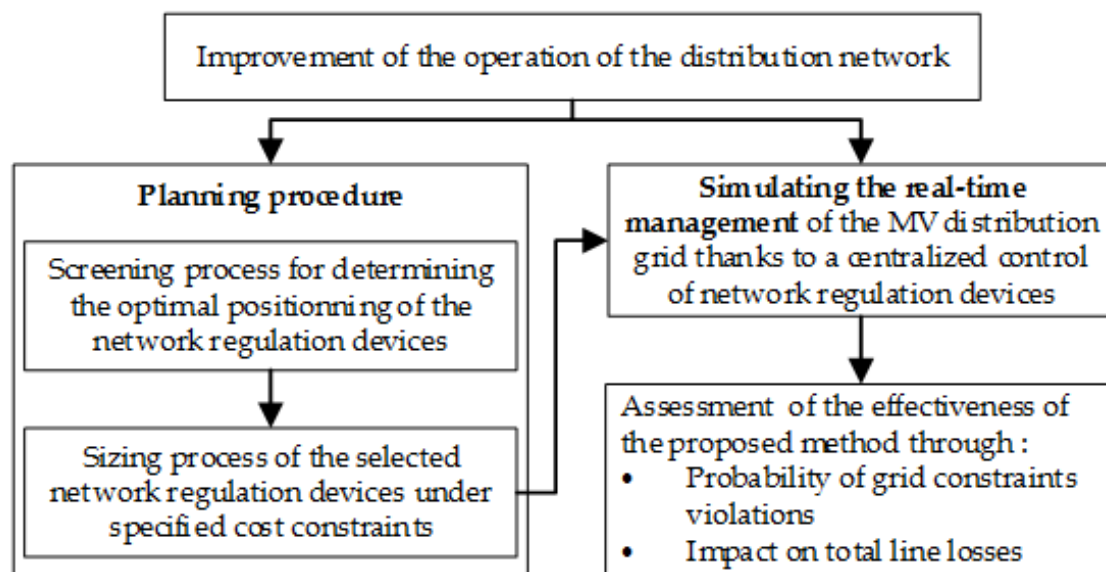 Improvement of the operation of the distribution network
Planning procedure
Screening process for determining
the optimal positionning of the
network regulation devices
Sizing process of the selected
network regulation devices under
specified cost constraints
Simulating the real-time
management of the MV distribution
grid thanks to a centralized control
of network regulation devices
Assessment of the effectiveness of
the proposed method through :
• Probability of grid constraints
violations
• Impact on total line losses